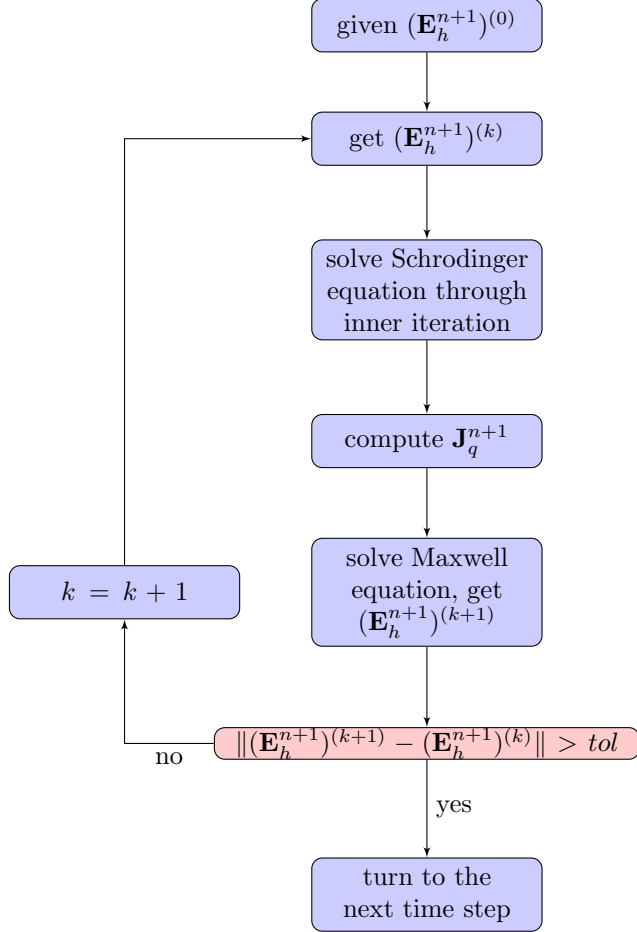 given $(\mathbf{E}_h^{n+1})^{(0)}$
get $(\mathbf{E}_h^{n+1})^{(k)}$
solve Schrodinger
equation through
inner iteration
compute $\mathbf{J}_q^{n+1}$
solve Maxwell
equation, get
$(\mathbf{E}_h^{n+1})^{(k+1)}$
$k = k + 1$
$\|(\mathbf{E}_h^{n+1})^{(k+1)} - (\mathbf{E}_h^{n+1})^{(k)}\| > tol$
no
yes
turn to the
next time step